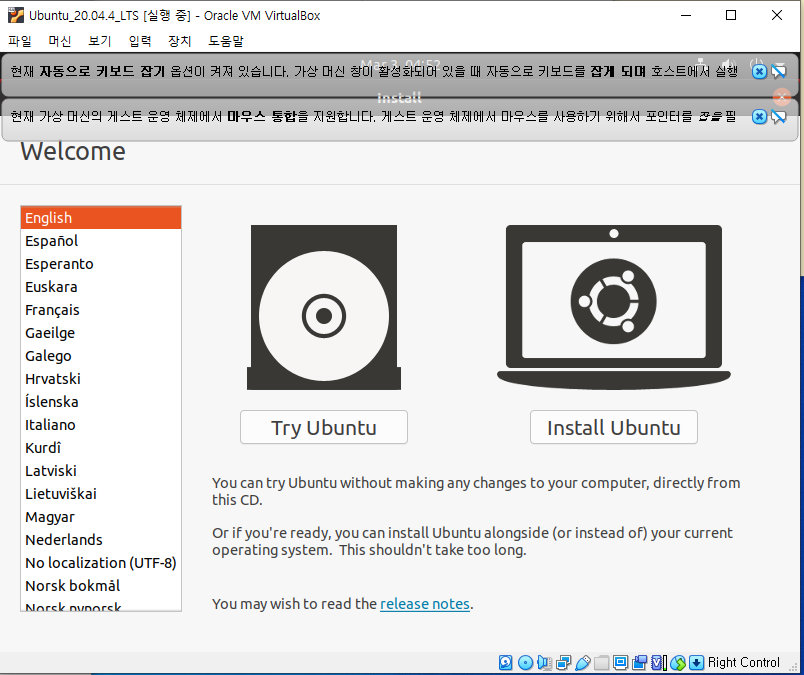 Ubuntu_20.04.4_LTS [실행 중] - Oracle VM VirtualBox
파일 머신 보기 입력 장치 도움말
현재 자동으로 키보드 잡기 옵션이 켜져 있습니다. 가상 머신 창이 활성화되어 있을 때 자동으로 키보드를 잡게 되며 호스트에서 실행
Install
현재 가상 머신의 게스트 운영 체제에서 마우스 통합을 지원합니다. 게스트 운영 체제에서 마우스를 사용하기 위해서 포인터를 잡을 필
Welcome
English
Español
Esperanto
Euskara
Français
Gaeilge
Galego
Hrvatski
Íslenska
Italiano
Kurdî
Latviski
Lietuviškai
Magyar
Nederlands
No localization (UTF-8)
Norsk bokmål
Norsk nynorsk
Try Ubuntu
Install Ubuntu
You can try Ubuntu without making any changes to your computer, directly from
this CD.
Or if you're ready, you can install Ubuntu alongside (or instead of) your current
operating system. This shouldn't take too long.
You may wish to read the release notes.
Right Control